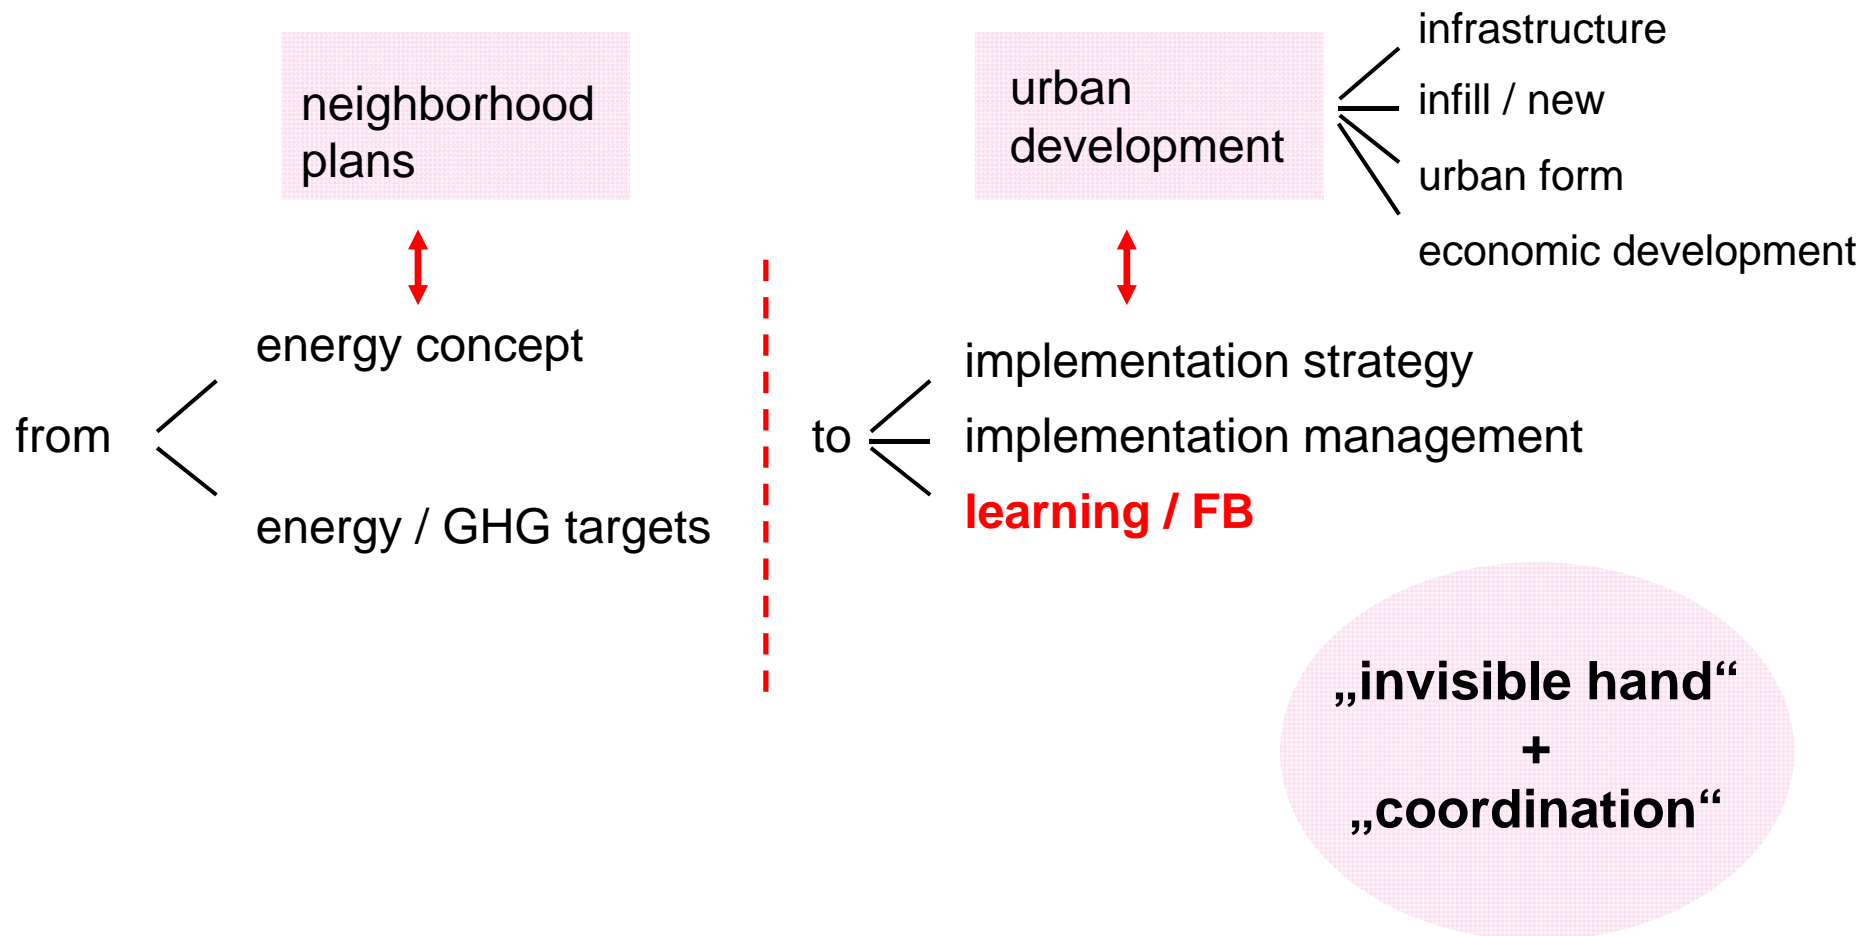 neighborhood
plans
urban
development
infrastructure
infill / new
urban form
economic development
from
energy concept
energy / GHG targets
to
implementation strategy
implementation management
learning / FB
„invisible hand“
+
„coordination“